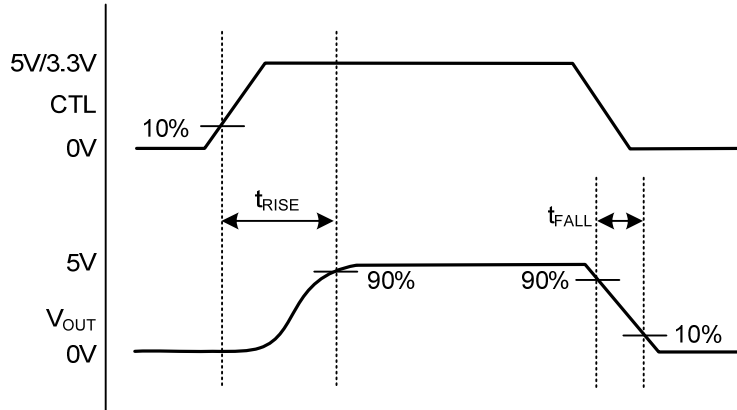 5V/3.3V
CTL
10%
0V
tRISE
tFALL
5V
90%
90%
VOUT
10%
0V